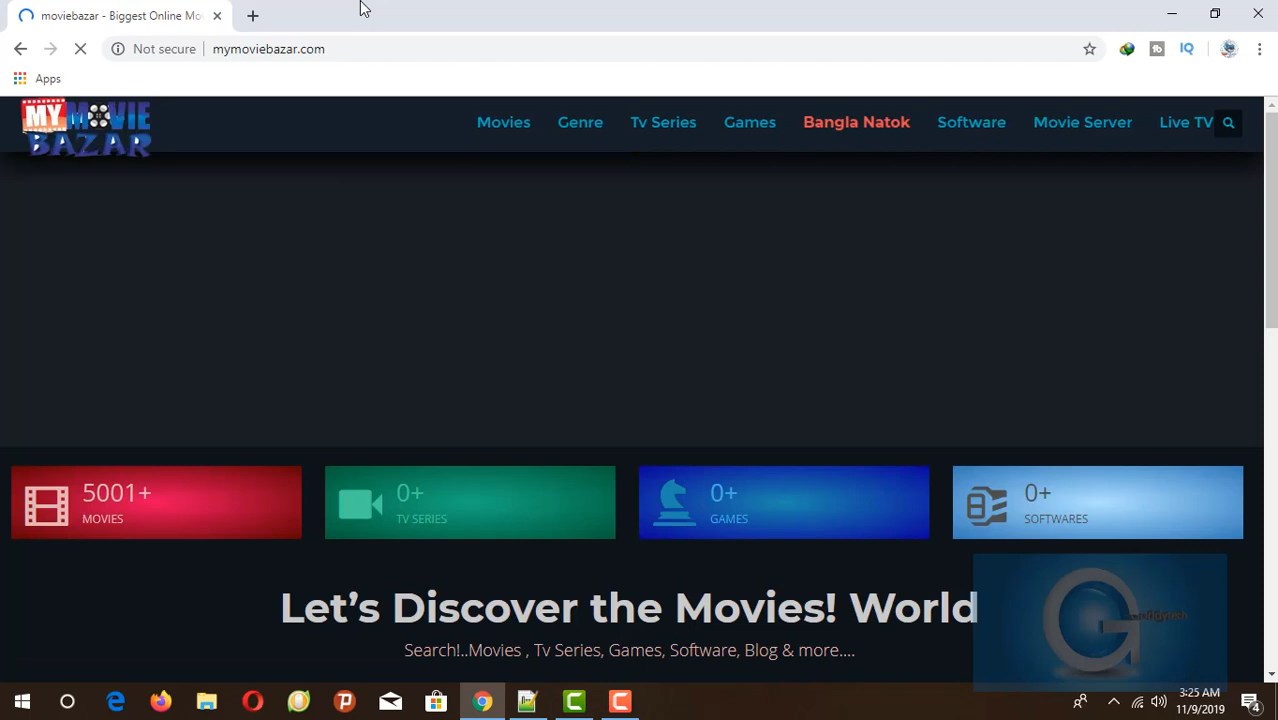 moviebazar - Biggest Online Mo
Not secure mymoviebazar.com
Apps
MY MOVIE BAZAR
Movies Genre Tv Series Games Bangla Natok Software Movie Server Live TV
5001+
MOVIES
0+
TV SERIES
0+
GAMES
0+
SOFTWARES
Let's Discover the Movies! World
Search!..Movies , Tv Series, Games, Software, Blog & more....
3:25 AM
11/9/2019
4